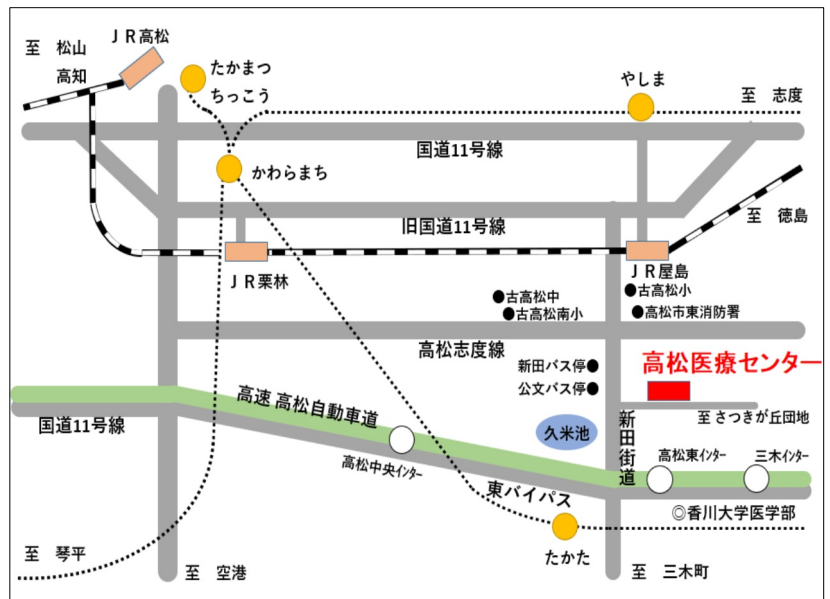 至 松山
高知
ＪＲ高松
たかまつ
ちっこう
やしま
至 志度
国道11号線
かわらまち
旧国道11号線
至 徳島
ＪＲ栗林
ＪＲ屋島
●古高松小
●古高松中
●古高松南小
●高松市東消防署
高松志度線
高松医療センター
新田バス停●
公文バス停●
至 さつきが丘団地
高速 高松自動車道
国道11号線
久米池
新田街道
高松中央インター
高松東インター
三木インター
東バイパス
◎香川大学医学部
たかた
至 琴平
至 空港
至 三木町